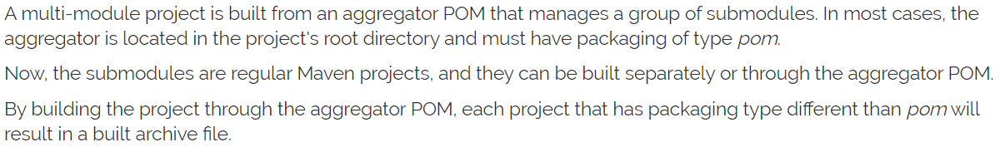 A multi-module project is built from an aggregator POM that manages a group of submodules. In most cases, the
aggregator is located in the project's root directory and must have packaging of type pom.
Now, the submodules are regular Maven projects, and they can be built separately or through the aggregator POM.
By building the project through the aggregator POM, each project that has packaging type different than pom will
result in a built archive file.